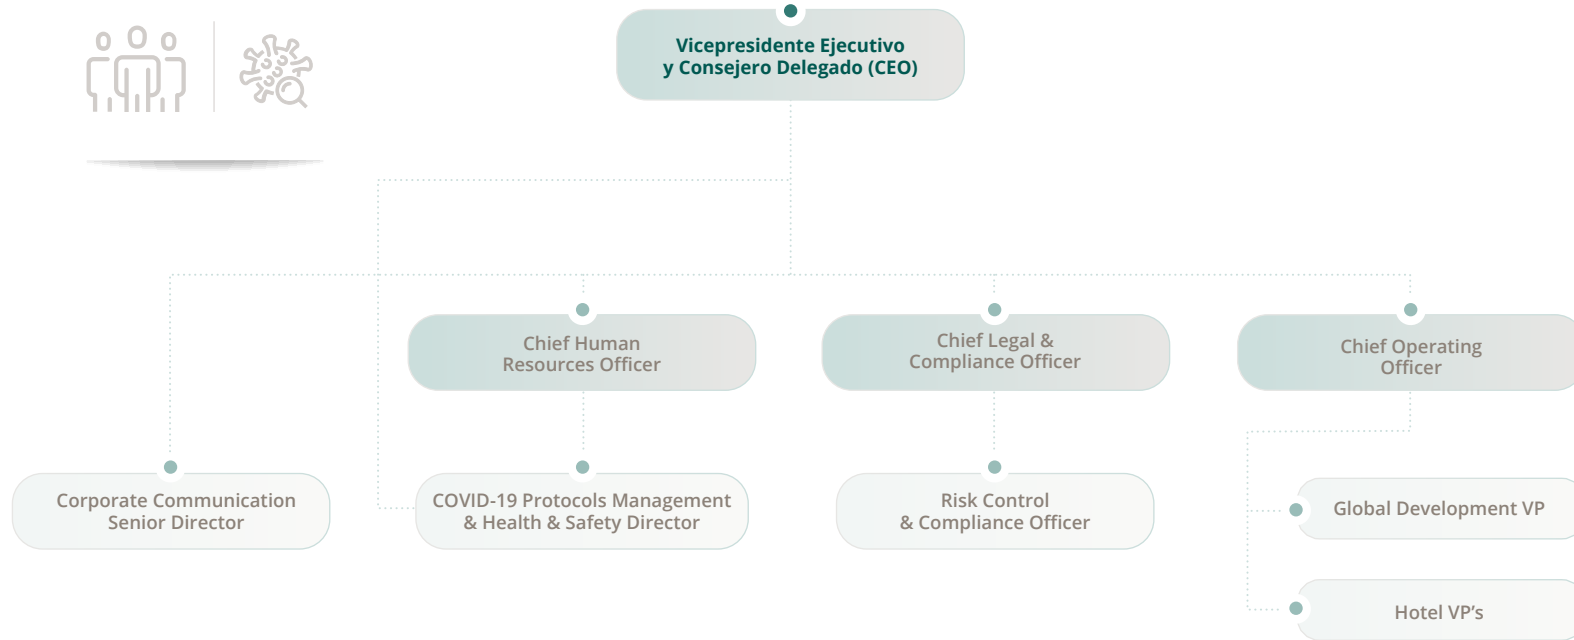 Vicepresidente Ejecutivo
y Consejero Delegado (CEO)
Chief Human
Resources Officer
Chief Legal &
Compliance Officer
Chief Operating
Officer
Corporate Communication
Senior Director
COVID-19 Protocols Management
& Health & Safety Director
Risk Control
& Compliance Officer
Global Development VP
Hotel VP's